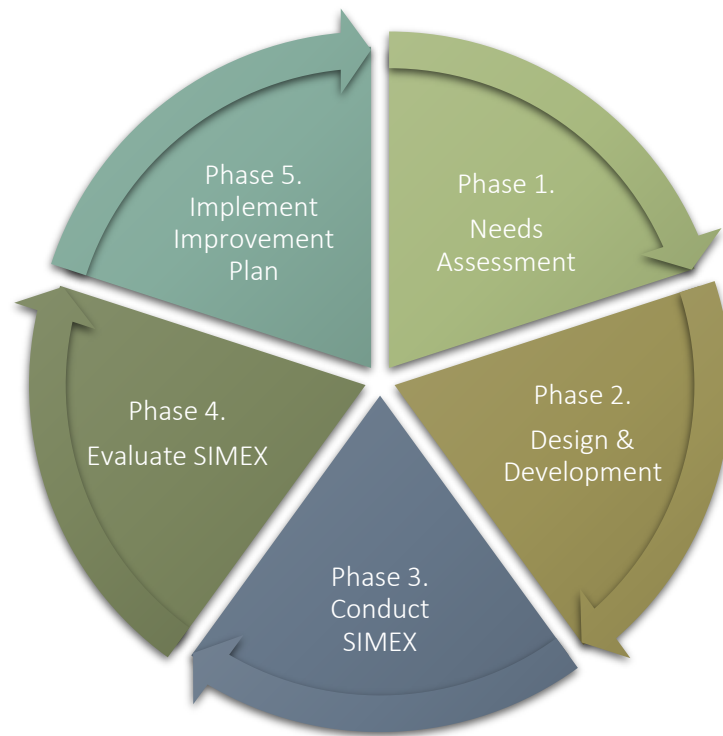 Phase 1.
Needs
Assessment
Phase 2.
Design &
Development
Phase 3.
Conduct
SIMEX
Phase 4.
Evaluate SIMEX
Phase 5.
Implement
Improvement
Plan